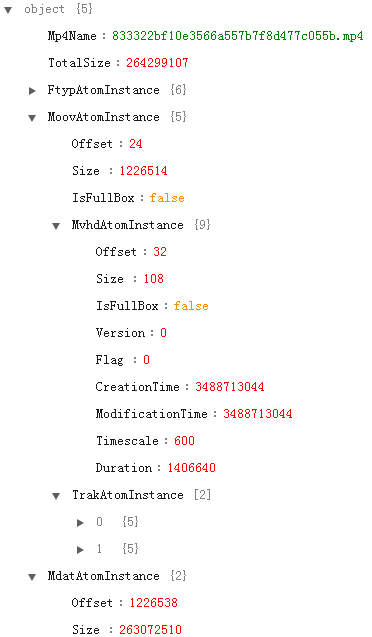 object {5}
Mp4Name : 833322bf10e3566a557b7f8d477c055b.mp4
TotalSize : 264299107
FtypAtomInstance {6}
MoovAtomInstance {5}
Offset : 24
Size : 1226514
IsFullBox : false
MvhdAtomInstance {9}
Offset : 32
Size : 108
IsFullBox : false
Version : 0
Flag : 0
CreationTime : 3488713044
ModificationTime : 3488713044
Timescale : 600
Duration : 1406640
TrakAtomInstance [2]
0 {5}
1 {5}
MdatAtomInstance {2}
Offset : 1226538
Size : 263072510